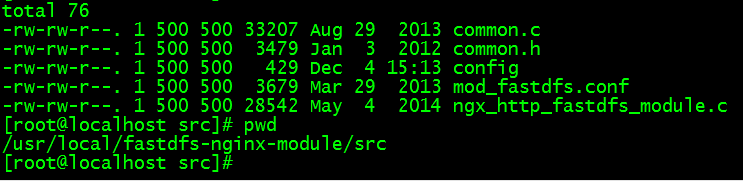 total 76
-rw-rw-r--. 1 500 500 33207 Aug 29  2013 common.c
-rw-rw-r--. 1 500 500  3479 Jan  3  2012 common.h
-rw-rw-r--. 1 500 500   429 Dec  4 15:13 config
-rw-rw-r--. 1 500 500  3679 Mar 29  2013 mod_fastdfs.conf
-rw-rw-r--. 1 500 500 28542 May  4  2014 ngx_http_fastdfs_module.c
[root@localhost src]# pwd
/usr/local/fastdfs-nginx-module/src
[root@localhost src]#